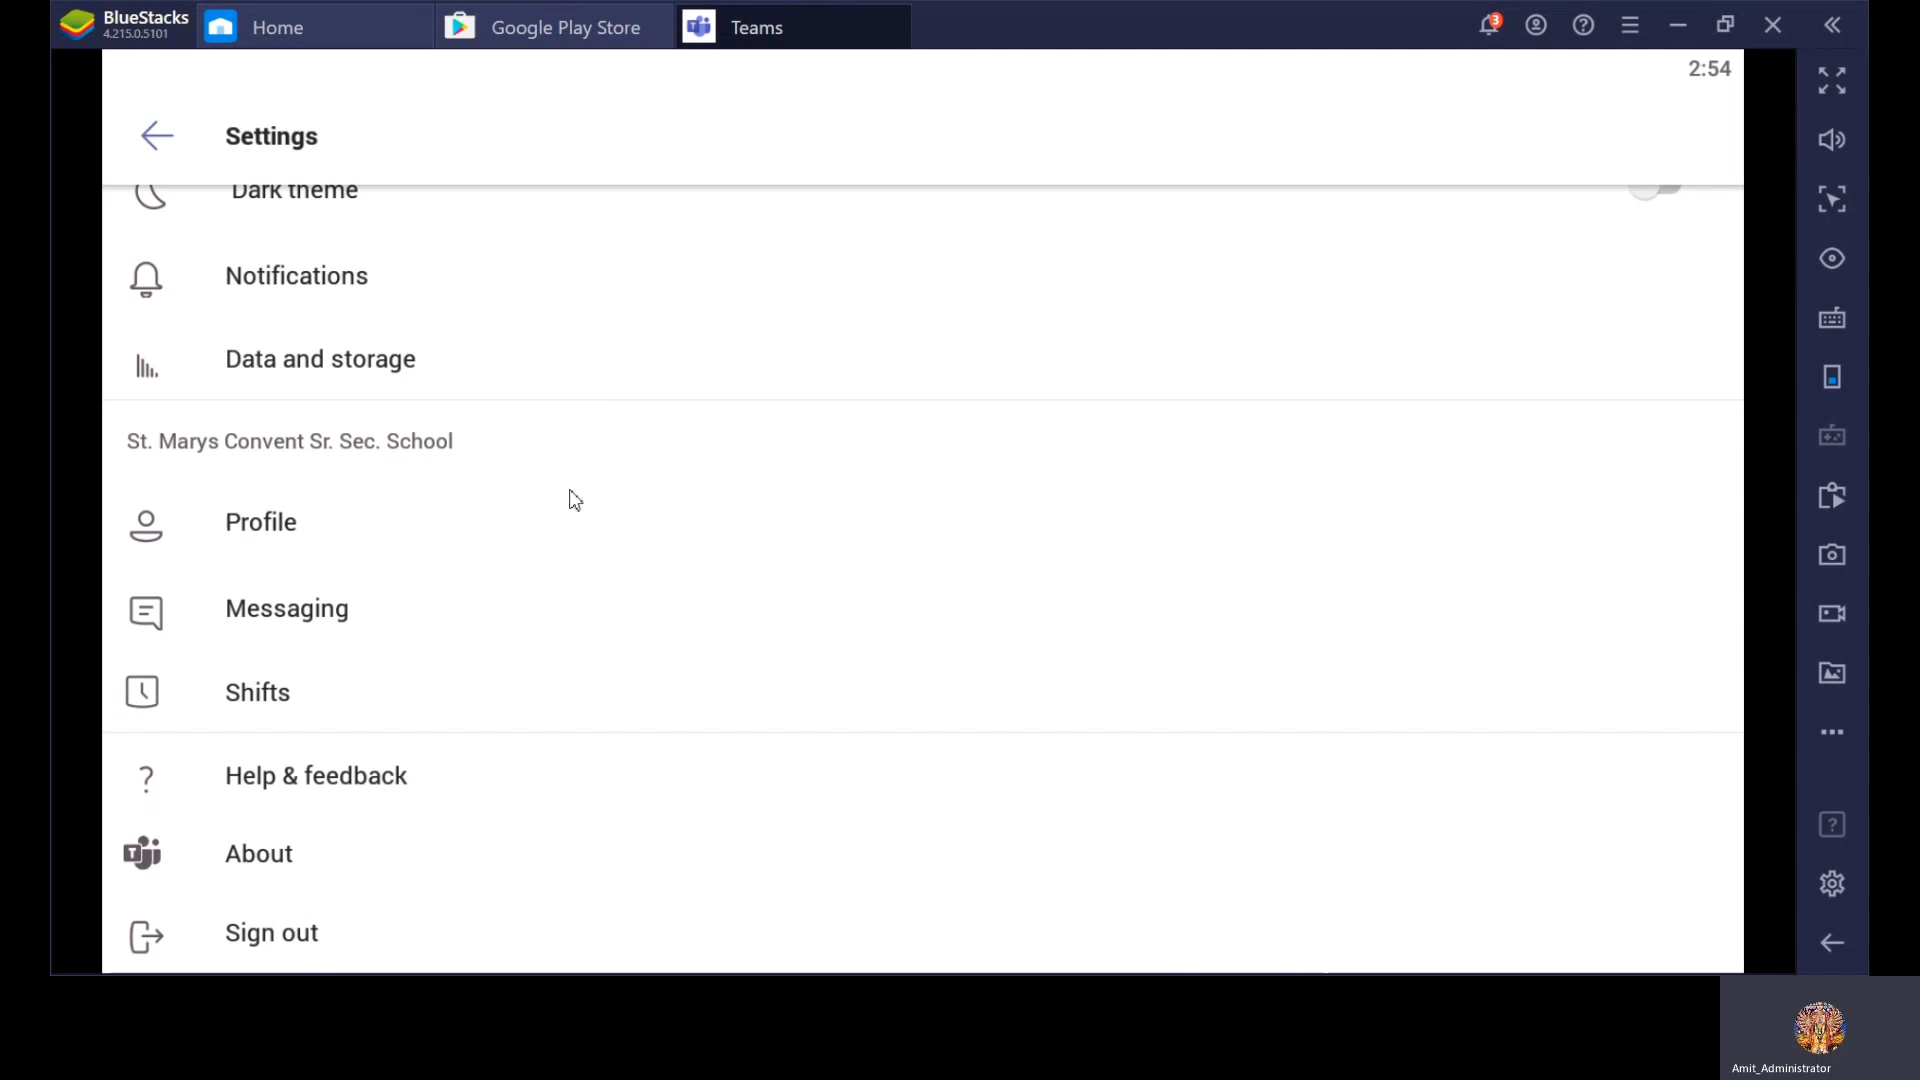 BlueStacks
4.215.0.5101
Home
Google Play Store
Teams
3
2:54
Settings
Dark theme
Notifications
Data and storage
St. Marys Convent Sr. Sec. School
Profile
Messaging
Shifts
Help & feedback
About
Sign out
Amit_Administrator